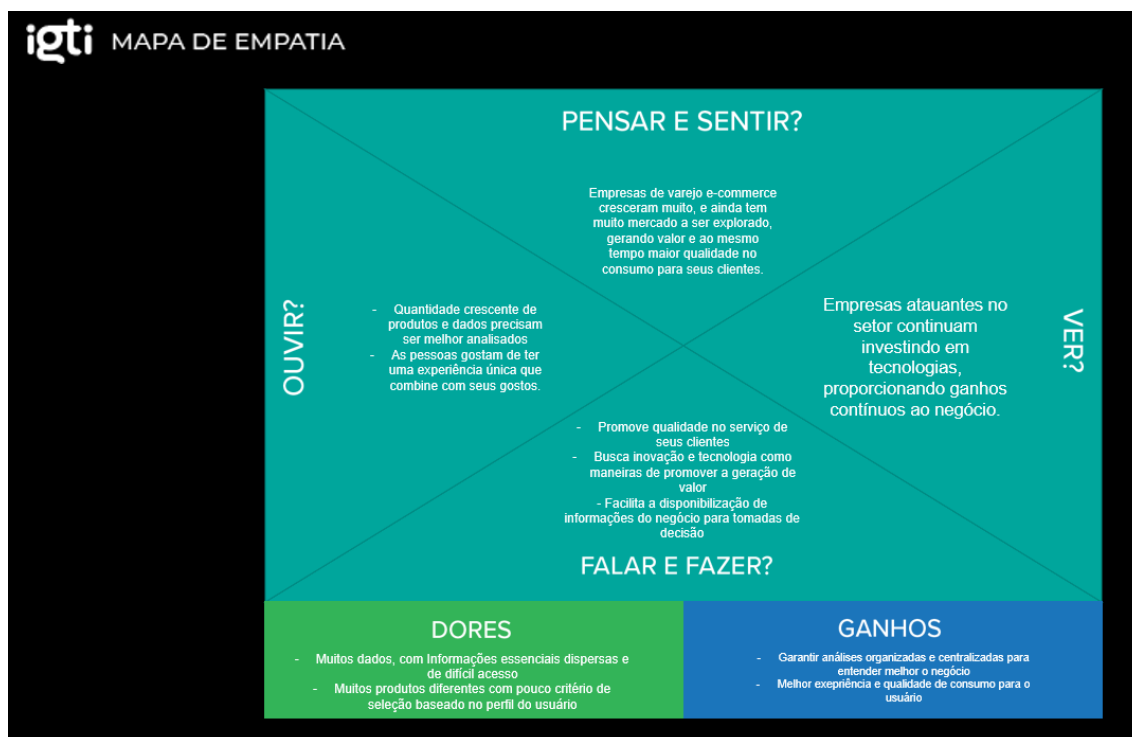 igti MAPA DE EMPATIA
PENSAR E SENTIR?
Empresas de varejo e-commerce
cresceram muito, e ainda tem
muito mercado a ser explorado,
gerando valor e ao mesmo
tempo maior qualidade no
consumo para seus clientes.
OUVIR?
- Quantidade crescente de
produtos e dados precisam
ser melhor analisados
- As pessoas gostam de ter
uma experiência única que
combine com seus gostos.
Empresas atauantes no
setor continuam
investindo em
tecnologias,
proporcionando ganhos
contínuos ao negócio.
VER?
- Promove qualidade no serviço de
seus clientes
- Busca inovação e tecnologia como
maneiras de promover a geração de
valor
- Facilita a disponibilização de
informações do negócio para tomadas de
decisão
FALAR E FAZER?
DORES
- Muitos dados, com Informações essenciais dispersas e
de difícil acesso
- Muitos produtos diferentes com pouco critério de
seleção baseado no perfil do usuário
GANHOS
- Garantir análises organizadas e centralizadas para
entender melhor o negócio
- Melhor exepriência e qualidade de consumo para o
usuário